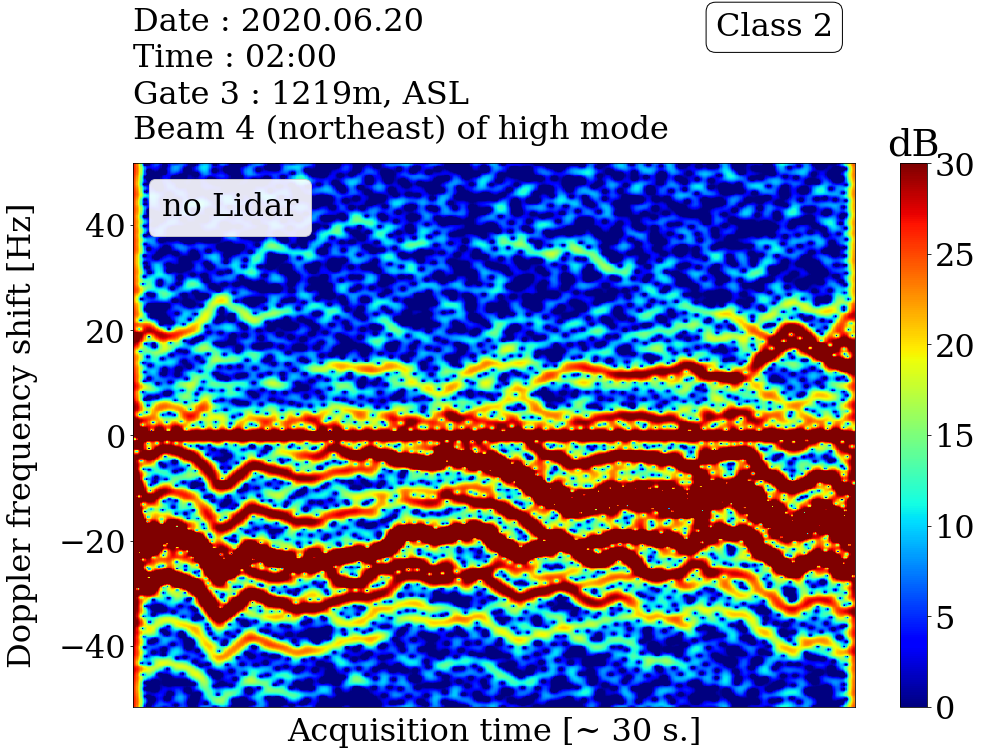 Date : 2020.06.20
Time : 02:00
Gate 3 : 1219m, ASL
Beam 4 (northeast) of high mode
Class 2
dB
no Lidar
Doppler frequency shift [Hz]
40
20
0
−20
−40
Acquisition time [~ 30 s.]
30
25
20
15
10
5
0